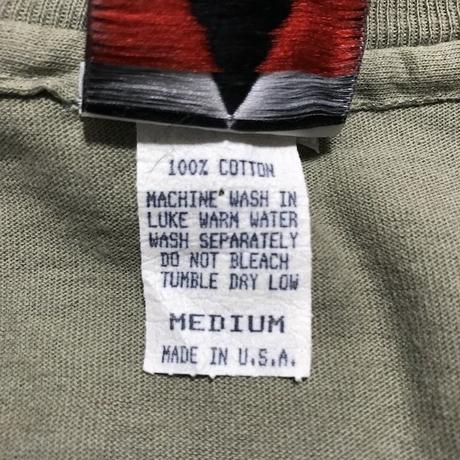 100% COTTON
MACHINE WASH IN
LUKE WARM WATER
WASH SEPARATELY
DO NOT BLEACH
TUMBLE DRY LOW
MEDIUM
MADE IN U.S.A.